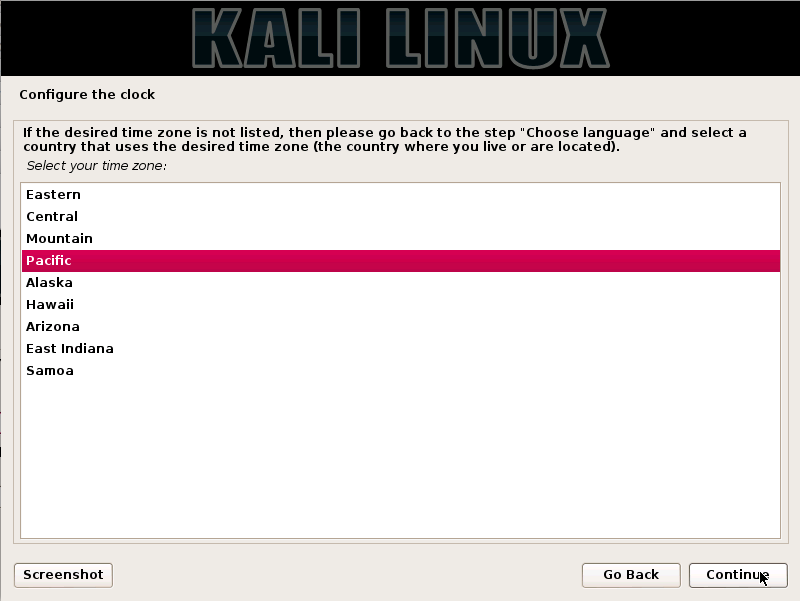 KALI LINUX
Configure the clock
If the desired time zone is not listed, then please go back to the step "Choose language" and select a
country that uses the desired time zone (the country where you live or are located).
Select your time zone:
Eastern
Central
Mountain
Pacific
Alaska
Hawaii
Arizona
East Indiana
Samoa
Screenshot
Go Back
Continue